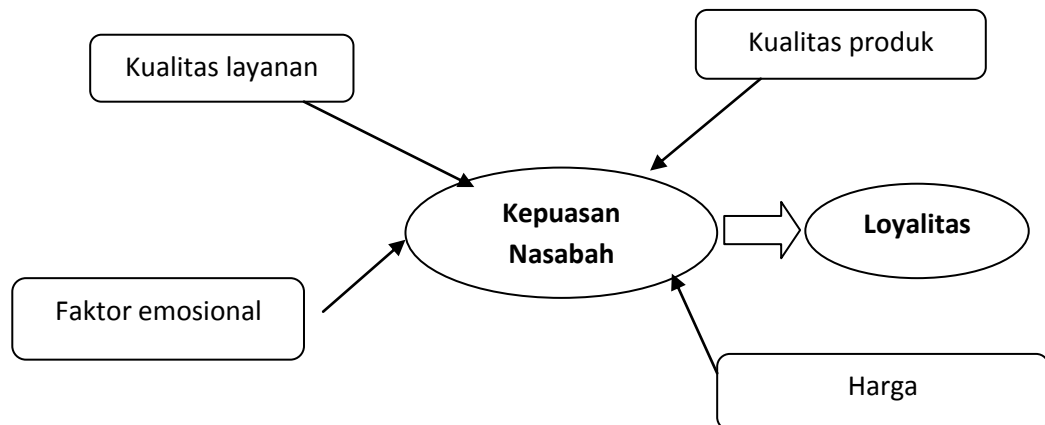 Kualitas produk
Kualitas layanan
Kepuasan
Nasabah
Loyalitas
Faktor emosional
Harga